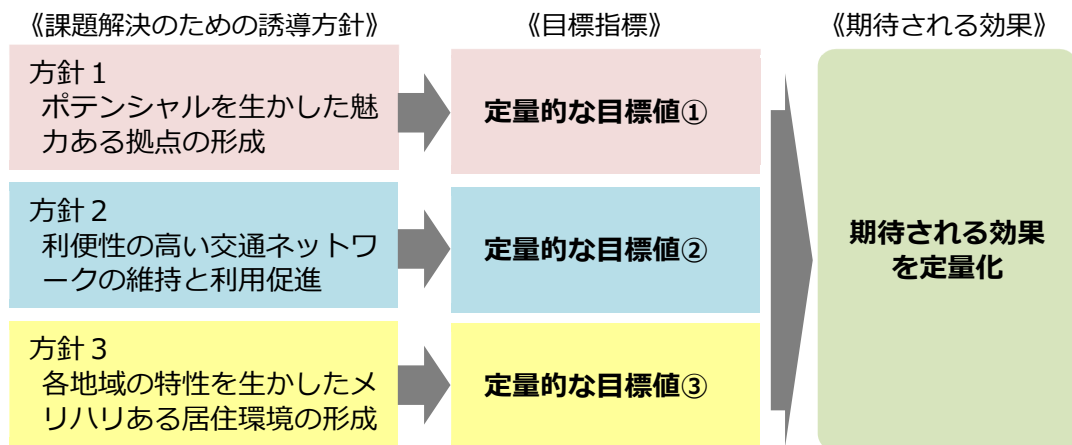 《課題解決のための誘導方針》
《目標指標》
《期待される効果》
方針１
ポテンシャルを生かした魅
力ある拠点の形成
定量的な目標値①
方針２
利便性の高い交通ネットワ
ークの維持と利用促進
定量的な目標値②
方針３
各地域の特性を生かしたメ
リハリある居住環境の形成
定量的な目標値③
期待される効果
を定量化